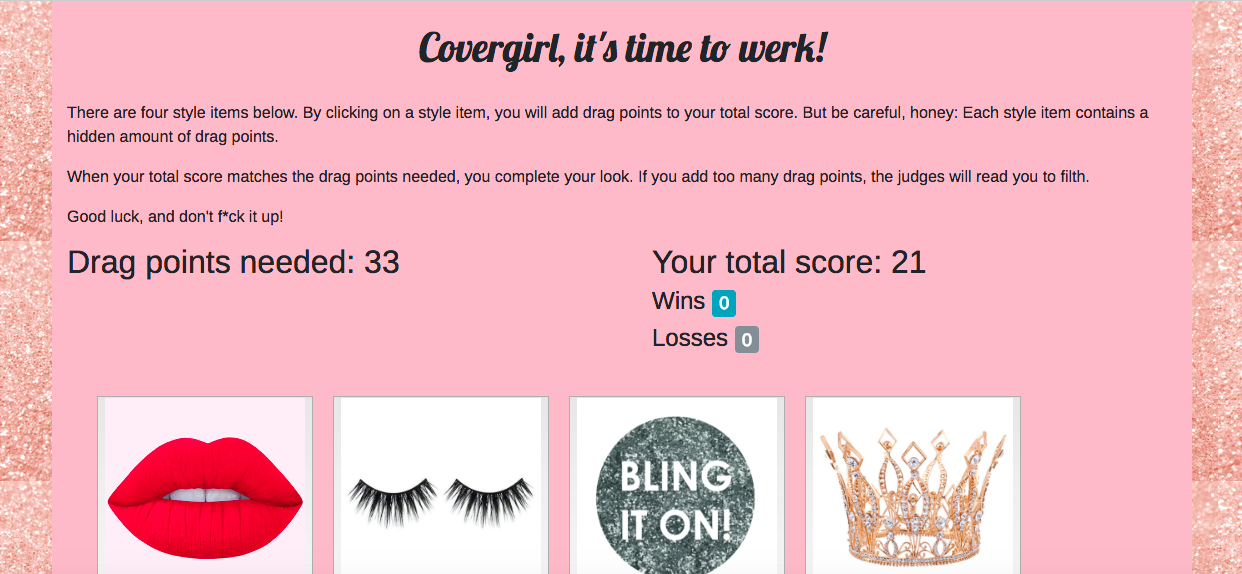 Covergirl, it's time to werk!
There are four style items below. By clicking on a style item, you will add drag points to your total score. But be careful, honey: Each style item contains a
hidden amount of drag points.
When your total score matches the drag points needed, you complete your look. If you add too many drag points, the judges will read you to filth.
Good luck, and don't f*ck it up!
Drag points needed: 33
Your total score: 21
Wins 0
Losses 0
BLING
IT ON!